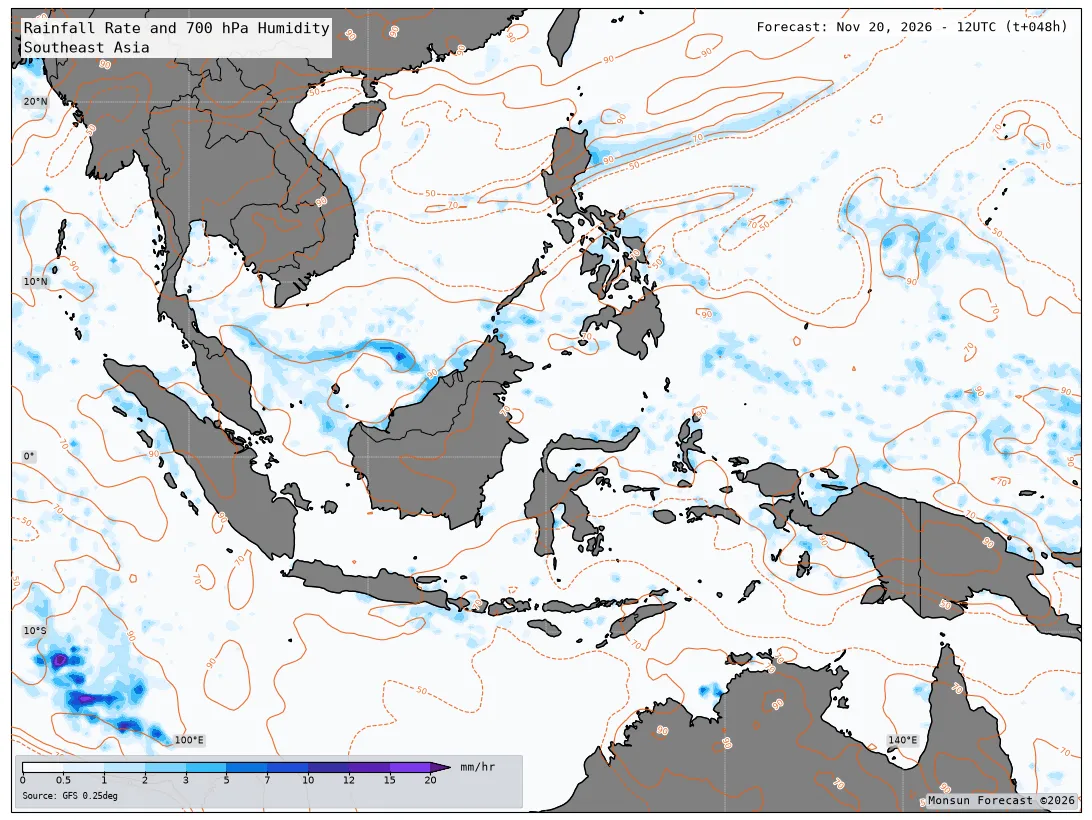 Rainfall Rate and 700 hPa Humidity
Southeast Asia
Forecast: Nov 20, 2026 - 12UTC (t+048h)
20°N
10°N
0°
10°S
100°E
140°E
mm/hr
0 0.5 1 2 3 5 7 10 12 15 20
Source: GFS 0.25deg
Monsun Forecast ©2026